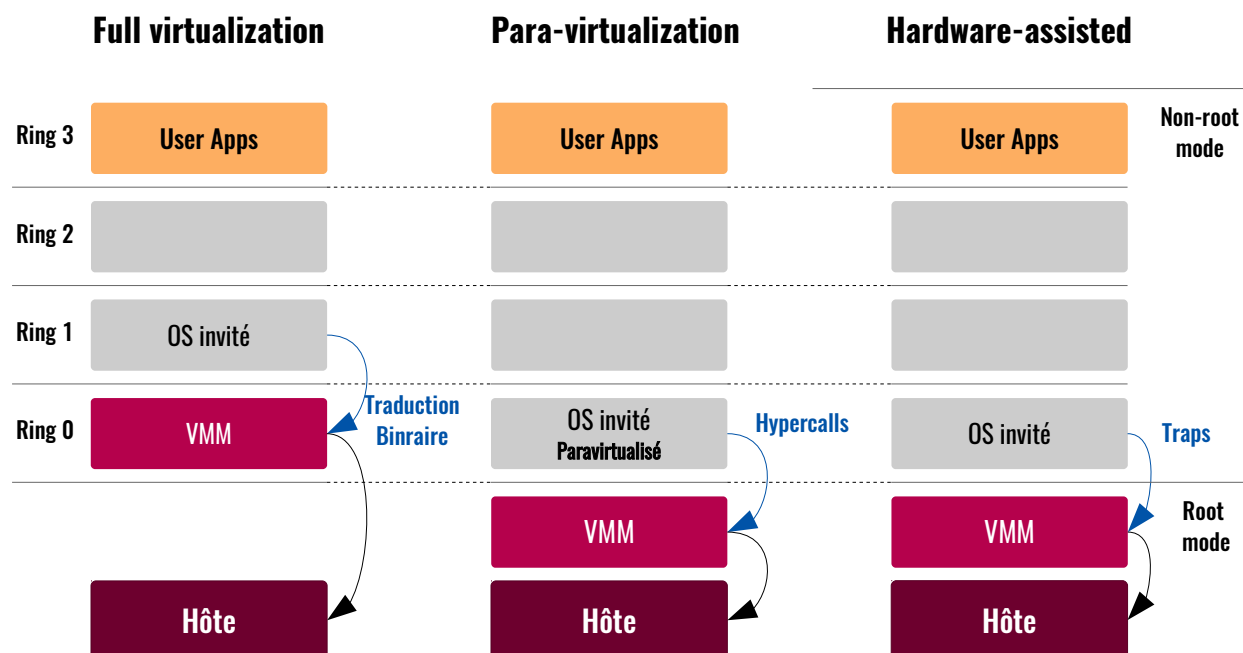 Full virtualization
Para-virtualization
Hardware-assisted
Ring 3
User Apps
User Apps
User Apps
Non-root
mode
Ring 2
Ring 1
OS invité
Ring 0
VMM
Traduction
Binraire
OS invité
Paravirtualisé
Hypercalls
OS invité
Traps
VMM
VMM
Root
mode
Hôte
Hôte
Hôte